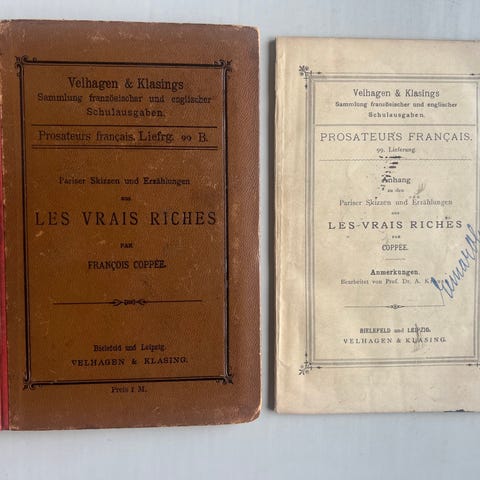 Velhagen & Klasings
Sammlung französischer und englischer
Schulausgaben.
Prosateurs français. Liefrg. 99 B.
Pariser Skizzen und Erzählungen
aus
LES VRAIS RICHES
PAR
FRANÇOIS COPPÉE.
Bielefeld und Leipzig.
VELHAGEN & KLASING.
Preis 1 M.
Velhagen & Klasings
Sammlung französischer und englischer
Schulausgaben.
PROSATEURS FRANÇAIS.
99. Lieferung.
Anhang
zu den
Pariser Skizzen und Erzählungen
aus
LES VRAIS RICHES
PAR
COPPÉE.
Anmerkungen.
Bearbeitet von Prof. Dr. A.
BIELEFELD und LEIPZIG.
VELHAGEN & KLASING.